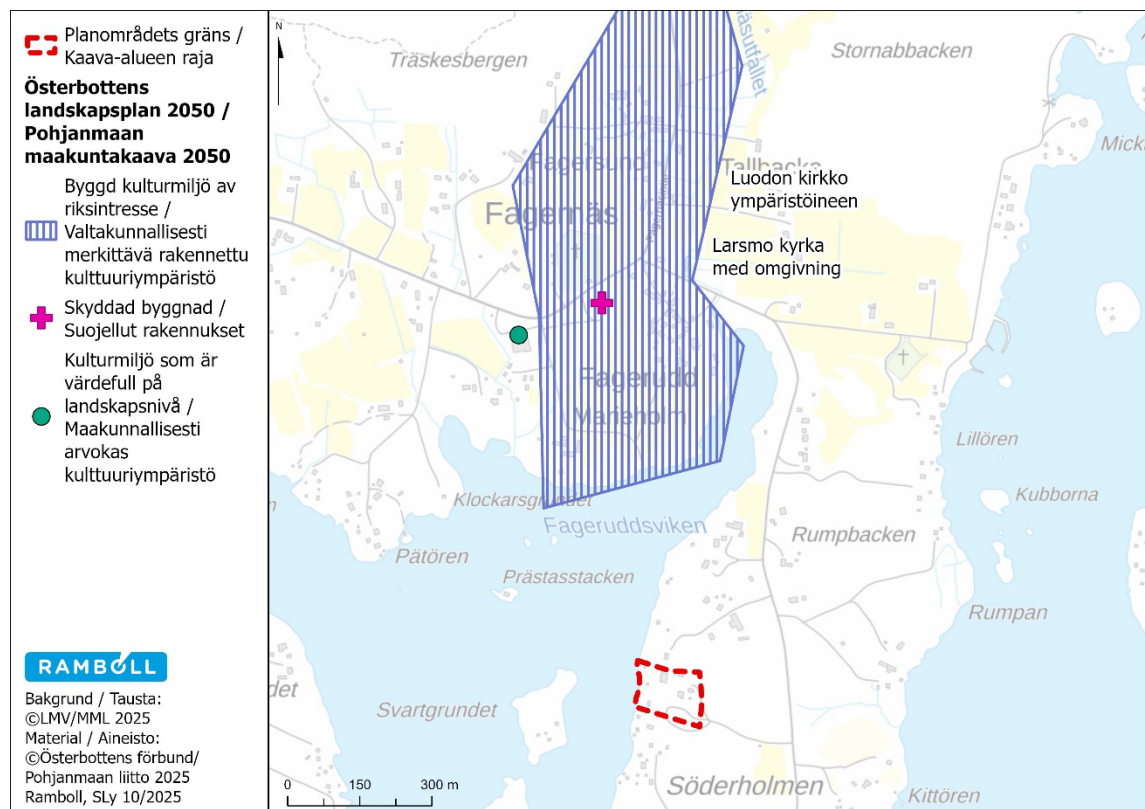 Planområdets gräns /
Kaava-alueen raja
Österbottens
landskapsplan 2050 /
Pohjanmaan
maakuntakaava 2050
Byggd kulturmiljö av
riksintresse /
Valtakunnallisesti
merkittävä rakennettu
kulttuuriympäristö
Skyddad byggnad /
Suojellut rakennukset
Kulturmiljö som är
värdefull på
landskapsnivå /
Maakunnallisesti
arvokas
kulttuuriympäristö
RAMBOLL
Bakgrund / Tausta:
©LMV/MML 2025
Material / Aineisto:
©Österbottens förbund/
Pohjanmaan liitto 2025
Ramboll, SLy 10/2025
N
Träskesbergen
Stornabbacken
Fagersund
Tallbacka
Luodon kirkko
ympäristöineen
Fagernäs
Larsmo kyrka
med omgivning
Fagerudd
Marieholm
Lillören
Klockarsgrundet
Kubborna
Fageruddsviken
Rumpbacken
Pätören
Prästasstacken
Rumpan
Svartgrundet
Söderholmen
Kittören
0 150 300 m